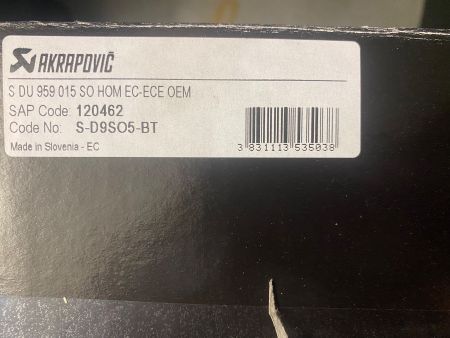 AKRAPOVIČ
S DU 959 015 SO HOM EC-ECE OEM
SAP Code: 120462
Code No: S-D9SO5-BT
Made in Slovenia - EC
3 831113 535038